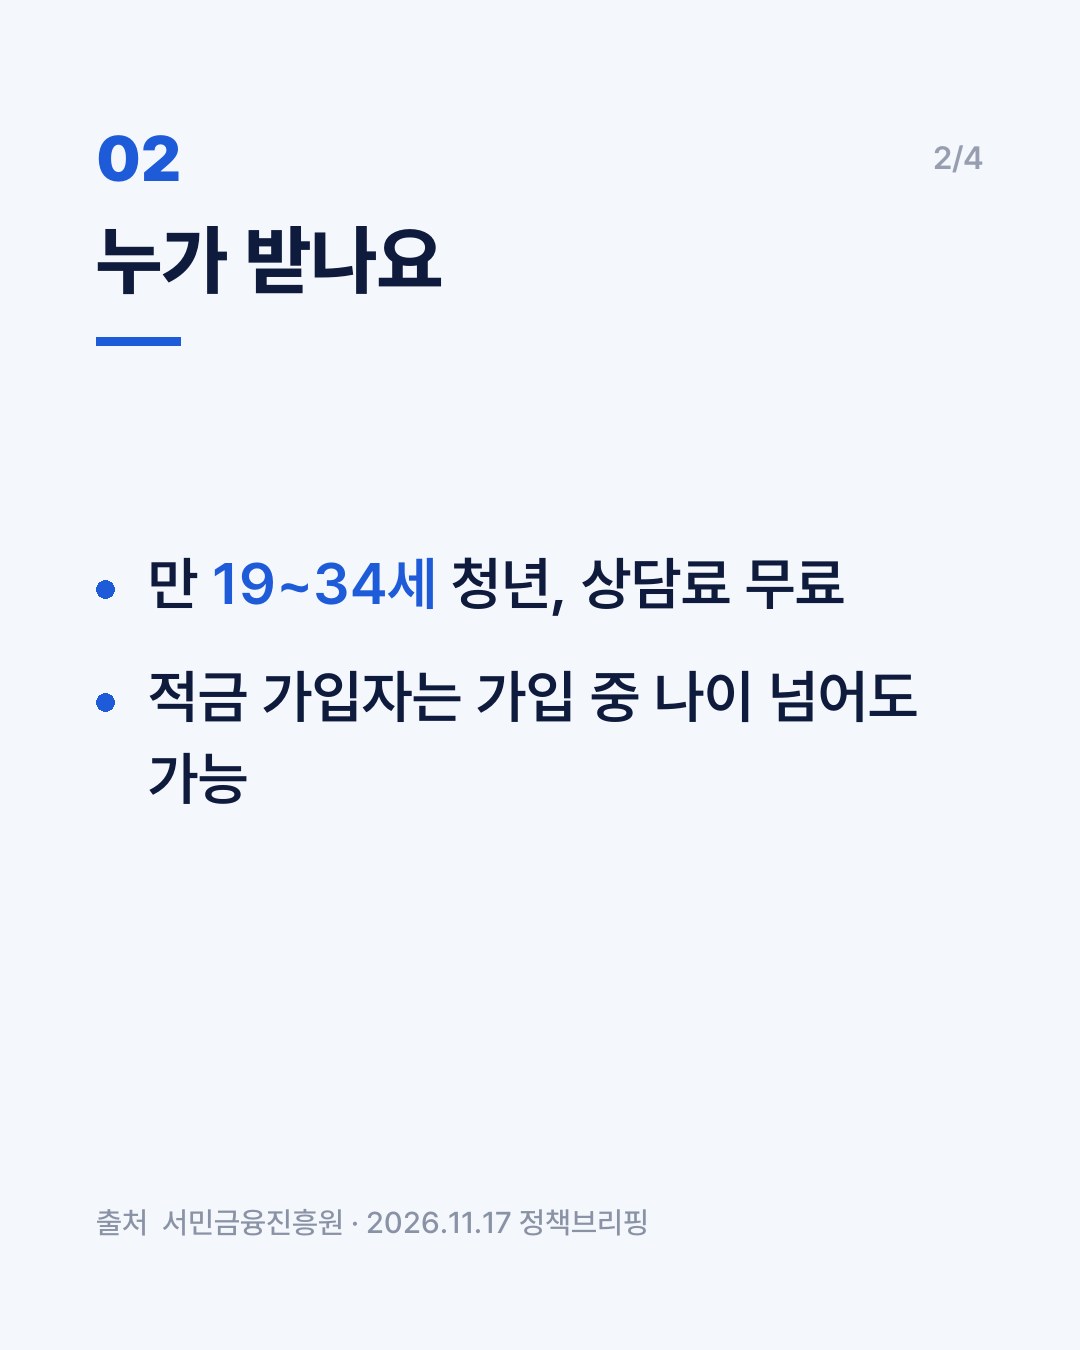 02
2/4
누가 받나요
• 만 19~34세 청년, 상담료 무료
• 적금 가입자는 가입 중 나이 넘어도
가능
출처 서민금융진흥원 · 2026.11.17 정책브리핑